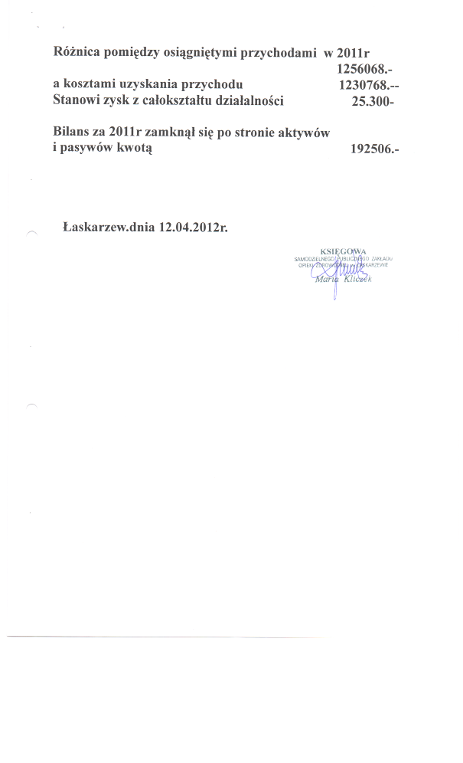 Różnica pomiędzy osiągniętymi przychodami w 2011r
1256068.-
a kosztami uzyskania przychodu 1230768.--
Stanowi zysk z całokształtu działalności 25.300-
Bilans za 2011r zamknął się po stronie aktywów
i pasywów kwotą 192506.-
Łaskarzew.dnia 12.04.2012r.
KSIĘGOWA
SAMODZIELNEGO PUBLICZNEGO ZAKŁADU
OPIEKI ZDROWOTNEJ
Maria Kliczek